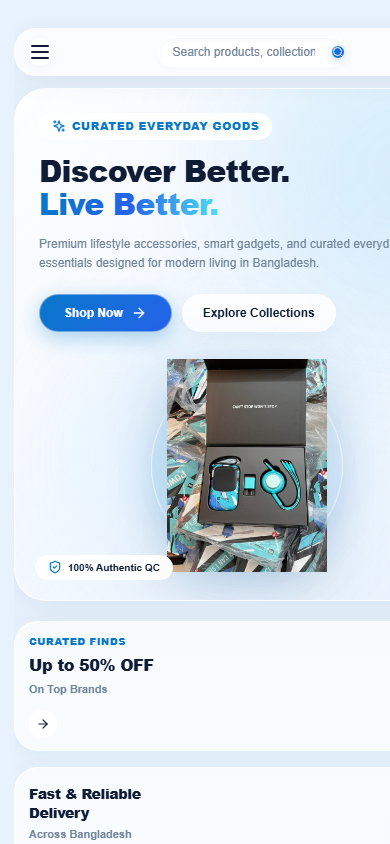 Search products, collection
CURATED EVERYDAY GOODS
Discover Better.
Live Better.
Premium lifestyle accessories, smart gadgets, and curated everyd
essentials designed for modern living in Bangladesh.
Shop Now
Explore Collections
100% Authentic QC
CURATED FINDS
Up to 50% OFF
On Top Brands
Fast & Reliable
Delivery
Across Bangladesh